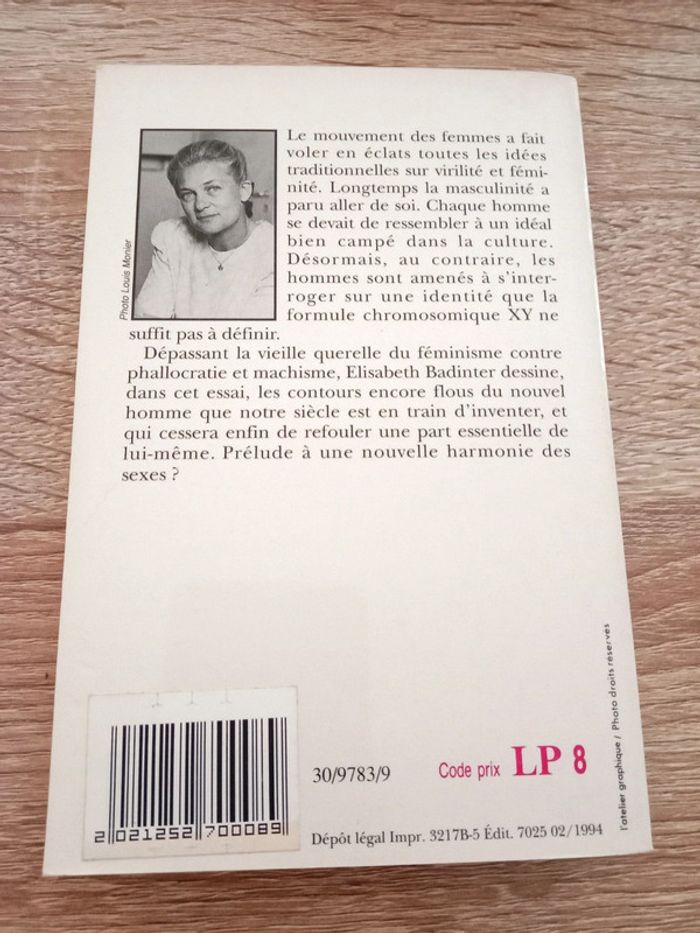 Photo Louis Monier
Le mouvement des femmes a fait
voler en éclats toutes les idées
traditionnelles sur virilité et fémi-
nité. Longtemps la masculinité a
paru aller de soi. Chaque homme
se devait de ressembler à un idéal
bien campé dans la culture.
Désormais, au contraire, les
hommes sont amenés à s'inter-
roger sur une identité que la
formule chromosomique XY ne
suffit pas à définir.
Dépassant la vieille querelle du féminisme contre
phallocratie et machisme, Elisabeth Badinter dessine,
dans cet essai, les contours encore flous du nouvel
homme que notre siècle est en train d'inventer, et
qui cessera enfin de refouler une part essentielle de
lui-même. Prélude à une nouvelle harmonie des
sexes ?
2 021252 700089
30/9783/9
Code prix LP 8
Dépôt légal Impr. 3217B-5 Édit. 7025 02/1994
l'atelier graphique / Photo droits réservés